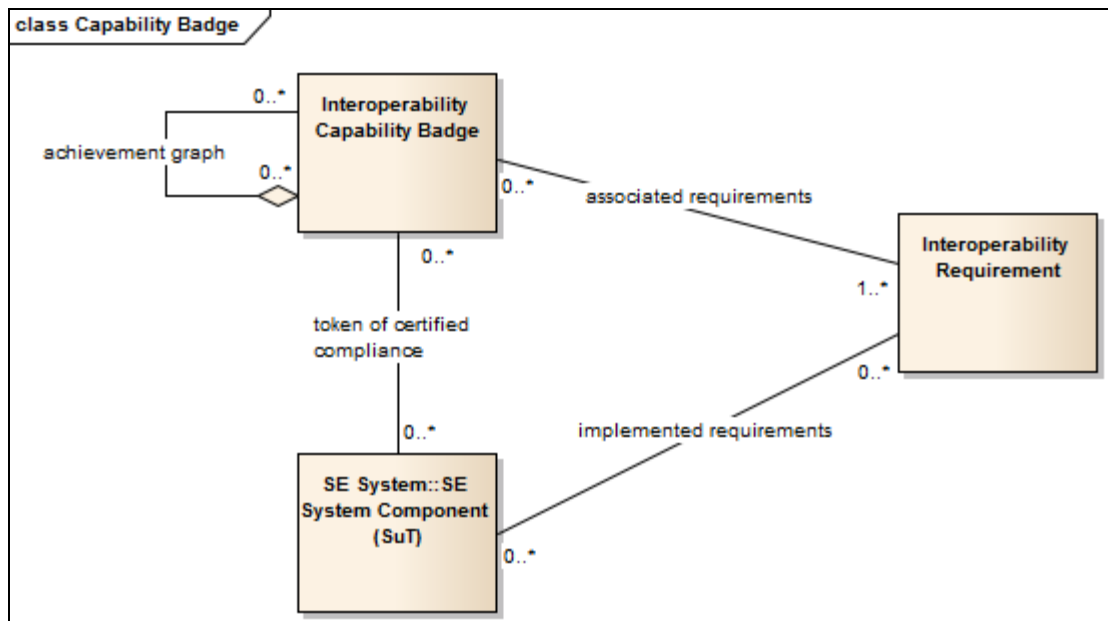 class Capability Badge
0..*
Interoperability
Capability Badge
achievement graph
0..*
0..*
associated requirements
Interoperability
Requirement
0..*
1..*
token of certified
compliance
0..*
implemented requirements
0..*
SE System::SE
System Component
(SuT)
0..*